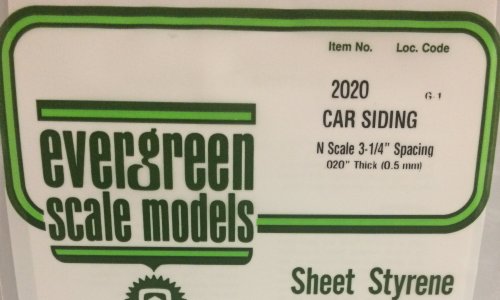 Item No. Loc. Code
2020 G-1
CAR SIDING
N Scale 3-1/4" Spacing
.020" Thick (0.5 mm)
evergreen
scale models
Sheet Styrene